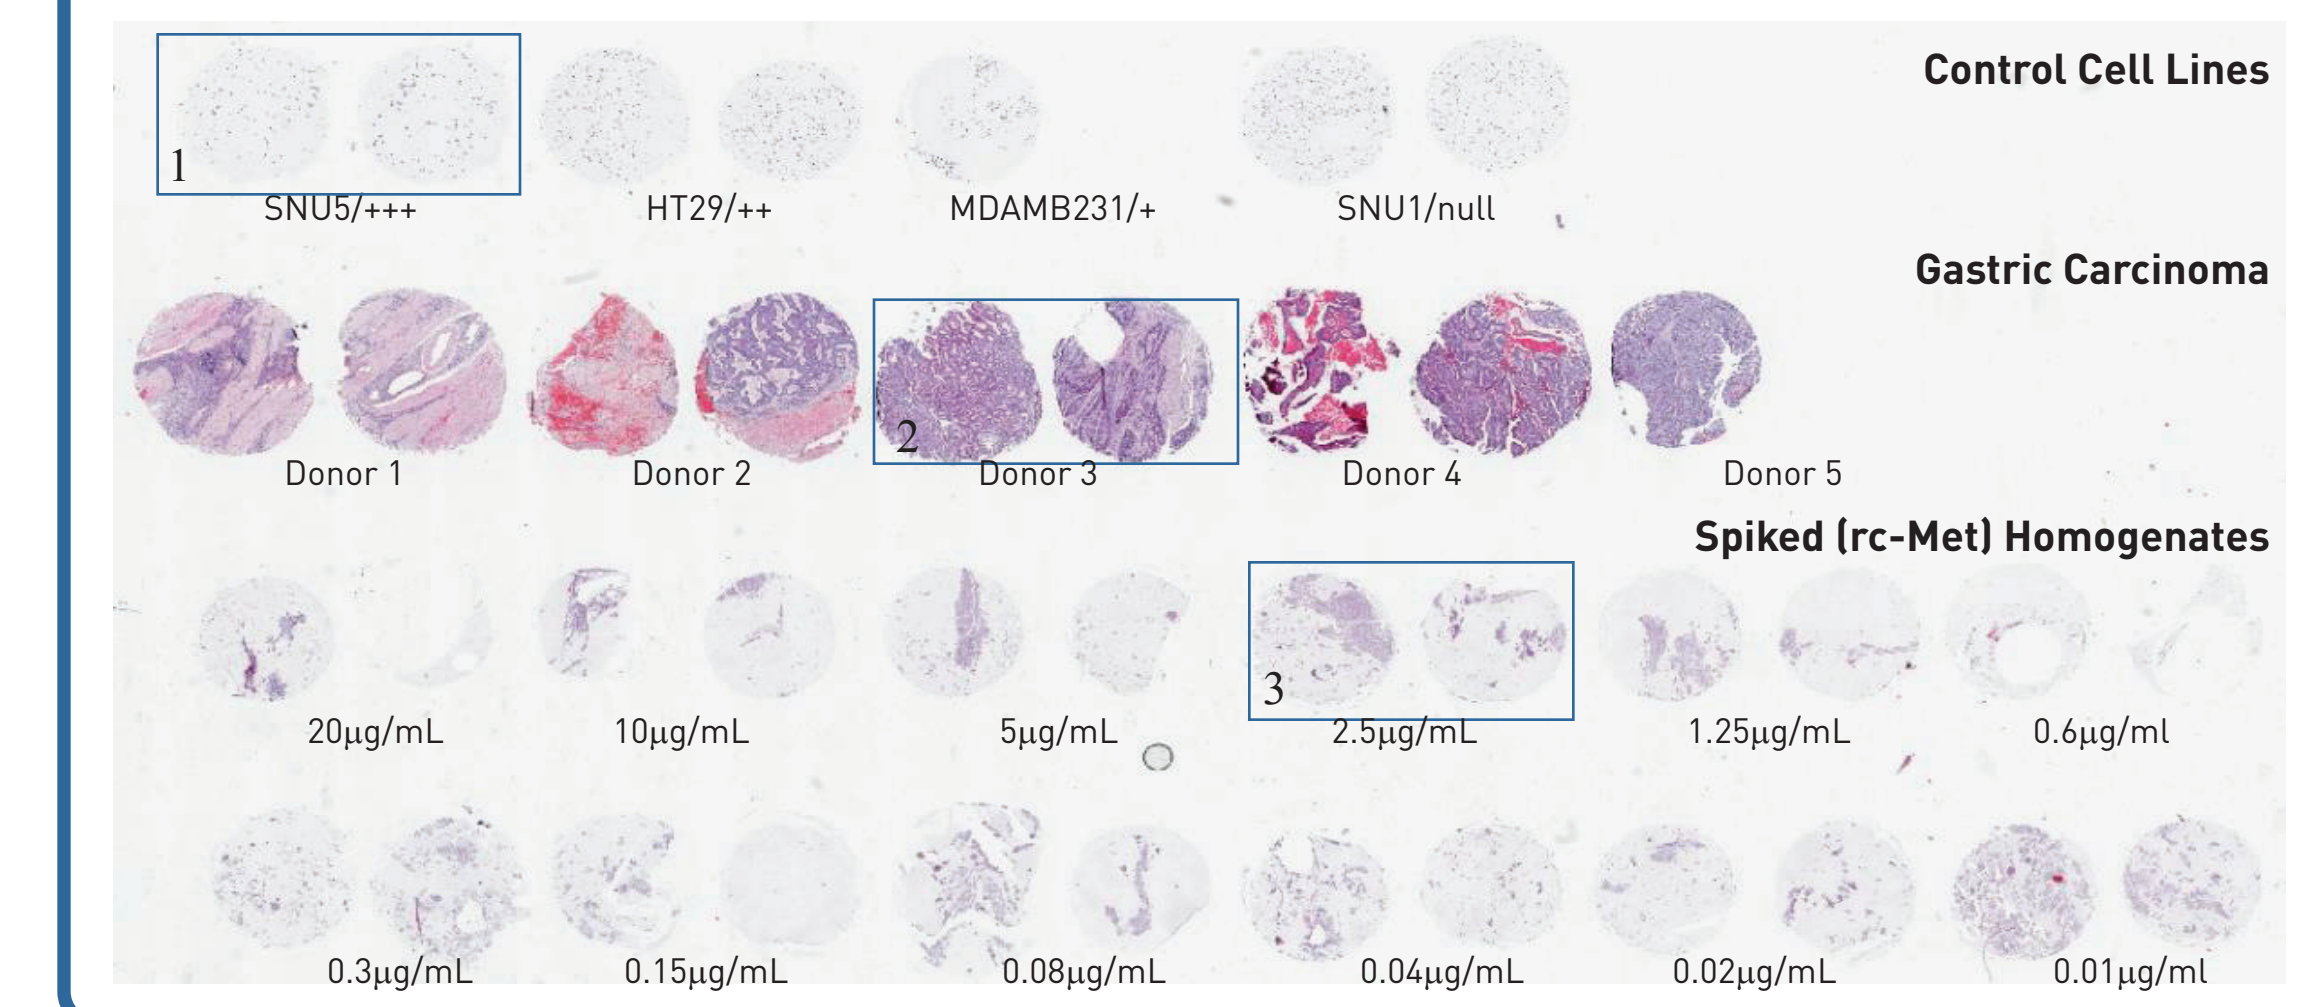 Control Cell Lines
1
SNU5/+++ HT29/++ MDAMB231/+ SNU1/null
Gastric Carcinoma
2
Donor 1 Donor 2 Donor 3 Donor 4 Donor 5
Spiked (rc-Met) Homogenates
3
20µg/mL 10µg/mL 5µg/mL 2.5µg/mL 1.25µg/mL 0.6µg/ml
0.3µg/mL 0.15µg/mL 0.08µg/mL 0.04µg/mL 0.02µg/mL 0.01µg/ml